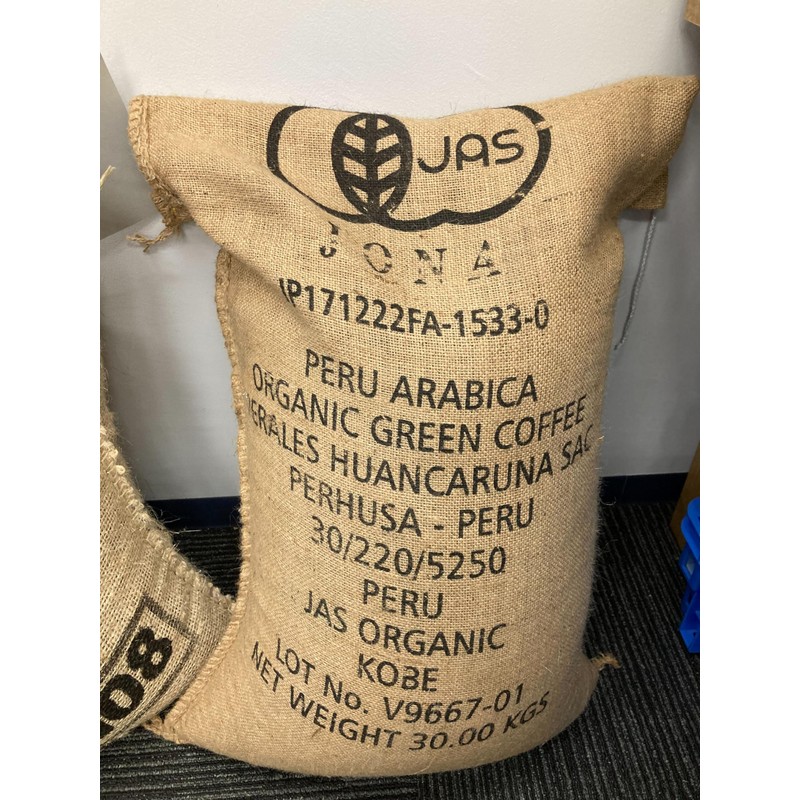 JAS
JONA
JP171222FA-1533-0
PERU ARABICA
ORGANIC GREEN COFFEE
HUANCARUNA SAC
PERHUSA - PERU
30/220/5250
PERU
JAS ORGANIC
KOBE
LOT No. V9667-01
NET WEIGHT 30.00 KGS